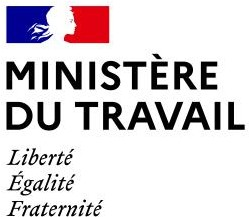 MINISTÈRE
DU TRAVAIL
Liberté
Égalité
Fraternité